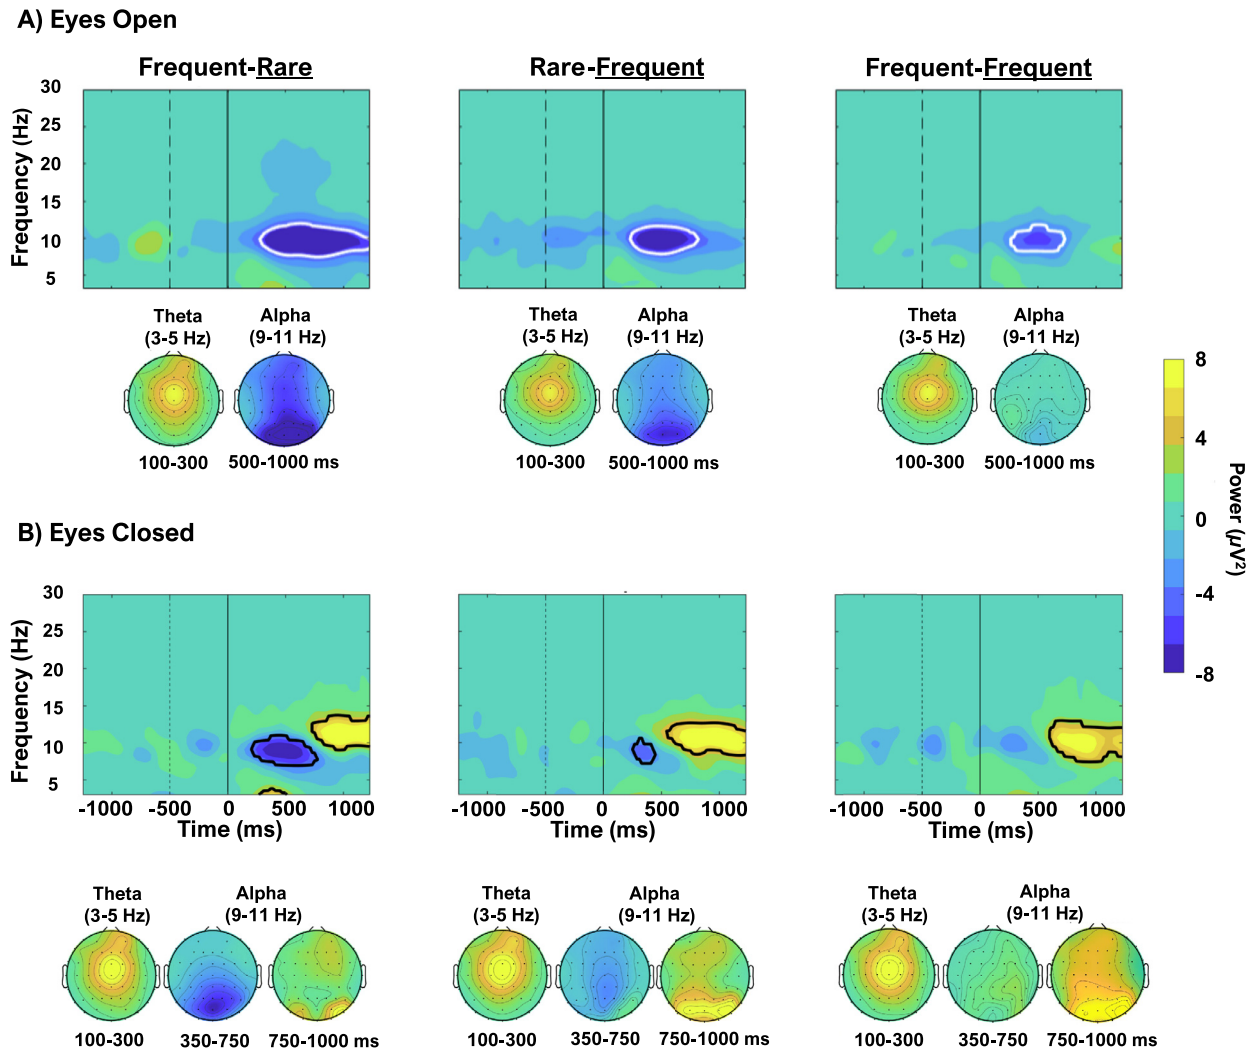 A) Eyes Open
Frequent-Rare Rare-Frequent Frequent-Frequent
30
25
20
15
10
5
Frequency (Hz)
Theta (3-5 Hz) Alpha (9-11 Hz) Theta (3-5 Hz) Alpha (9-11 Hz) Theta (3-5 Hz) Alpha (9-11 Hz)
100-300 500-1000 ms 100-300 500-1000 ms 100-300 500-1000 ms
8
4
0
-4
-8
Power (µV²)
B) Eyes Closed
30
25
20
15
10
5
Frequency (Hz)
-1000 -500 0 500 1000 -1000 -500 0 500 1000 -1000 -500 0 500 1000
Time (ms) Time (ms) Time (ms)
Theta (3-5 Hz) Alpha (9-11 Hz) Theta (3-5 Hz) Alpha (9-11 Hz) Theta (3-5 Hz) Alpha (9-11 Hz)
100-300 350-750 750-1000 ms 100-300 350-750 750-1000 ms 100-300 350-750 750-1000 ms